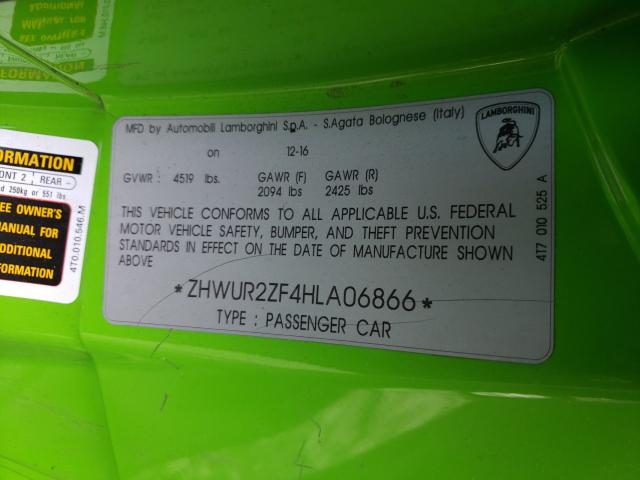 MFD by Automobili Lamborghini S.p.A. - S.Agata Bolognese (Italy)
on 12-16
GVWR : 4519 lbs. GAWR (F) GAWR (R)
2094 lbs 2425 lbs
THIS VEHICLE CONFORMS TO ALL APPLICABLE U.S. FEDERAL
MOTOR VEHICLE SAFETY, BUMPER, AND THEFT PREVENTION
STANDARDS IN EFFECT ON THE DATE OF MANUFACTURE SHOWN
ABOVE
*ZHWUR2ZF4HLA06866*
TYPE : PASSENGER CAR
LAMBORGHINI
4T7 010 525 A
ORMATION
ONT 2 REAR -
d 250kg or 551 lbs
EE OWNER'S
MANUAL FOR
ADDITIONAL
NFORMATION
4T0.010.546.M